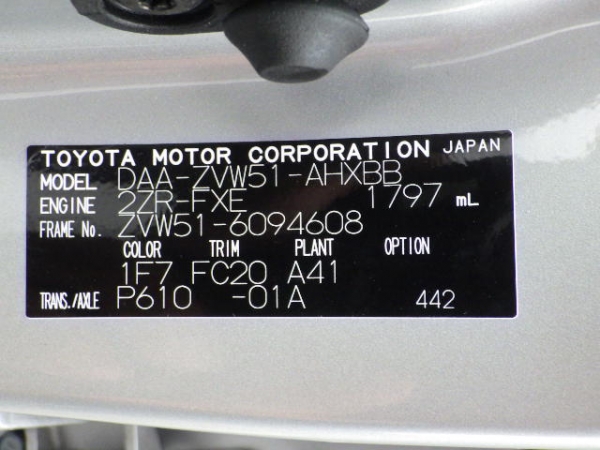 TOYOTA MOTOR CORPORATION JAPAN
MODEL DAA-ZVW51-AHXBB
ENGINE 2ZR-FXE 1797 mL
FRAME No. ZVW51-6094608
COLOR TRIM PLANT OPTION
1F7 FC20 A41
TRANS./AXLE P610 -01A 442